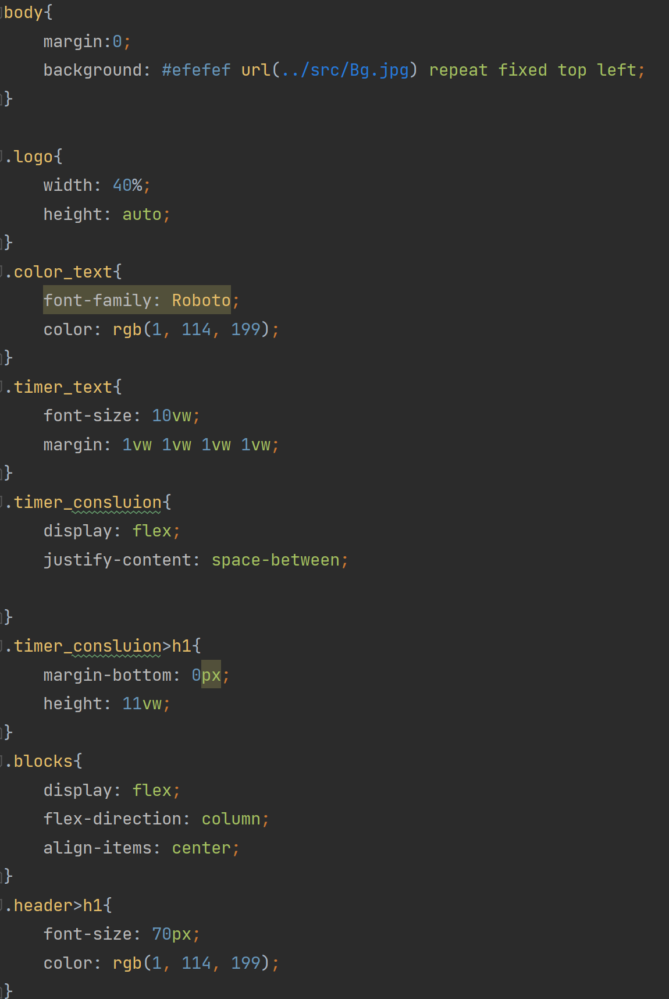 body{
    margin:0;
    background: #efefef url(../src/Bg.jpg) repeat fixed top left;
}

.logo{
    width: 40%;
    height: auto;
}
.color_text{
    font-family: Roboto;
    color: rgb(1, 114, 199);
}
.timer_text{
    font-size: 10vw;
    margin: 1vw 1vw 1vw 1vw;
}
.timer_consluion{
    display: flex;
    justify-content: space-between;

}
.timer_consluion>h1{
    margin-bottom: 0px;
    height: 11vw;
}
.blocks{
    display: flex;
    flex-direction: column;
    align-items: center;
}
.header>h1{
    font-size: 70px;
    color: rgb(1, 114, 199);
}